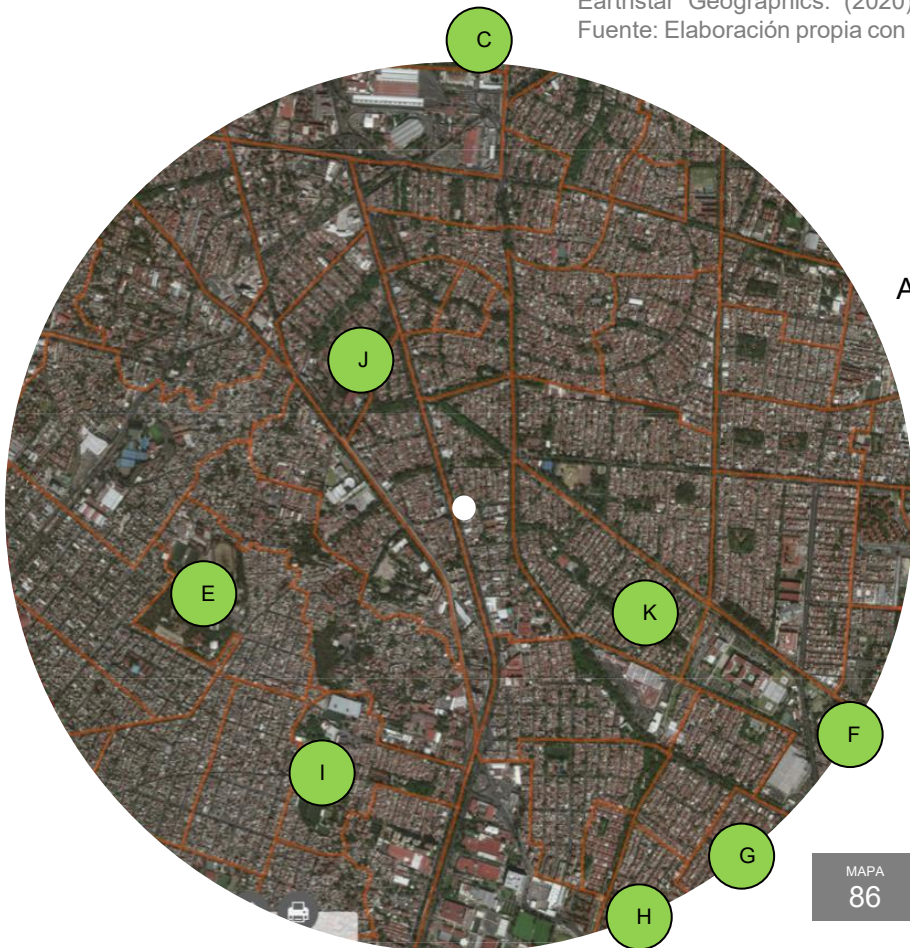 Earthstar Geographics. (2020)
Fuente: Elaboración propia con
C
A
J
E
K
F
I
G
H
MAPA
86